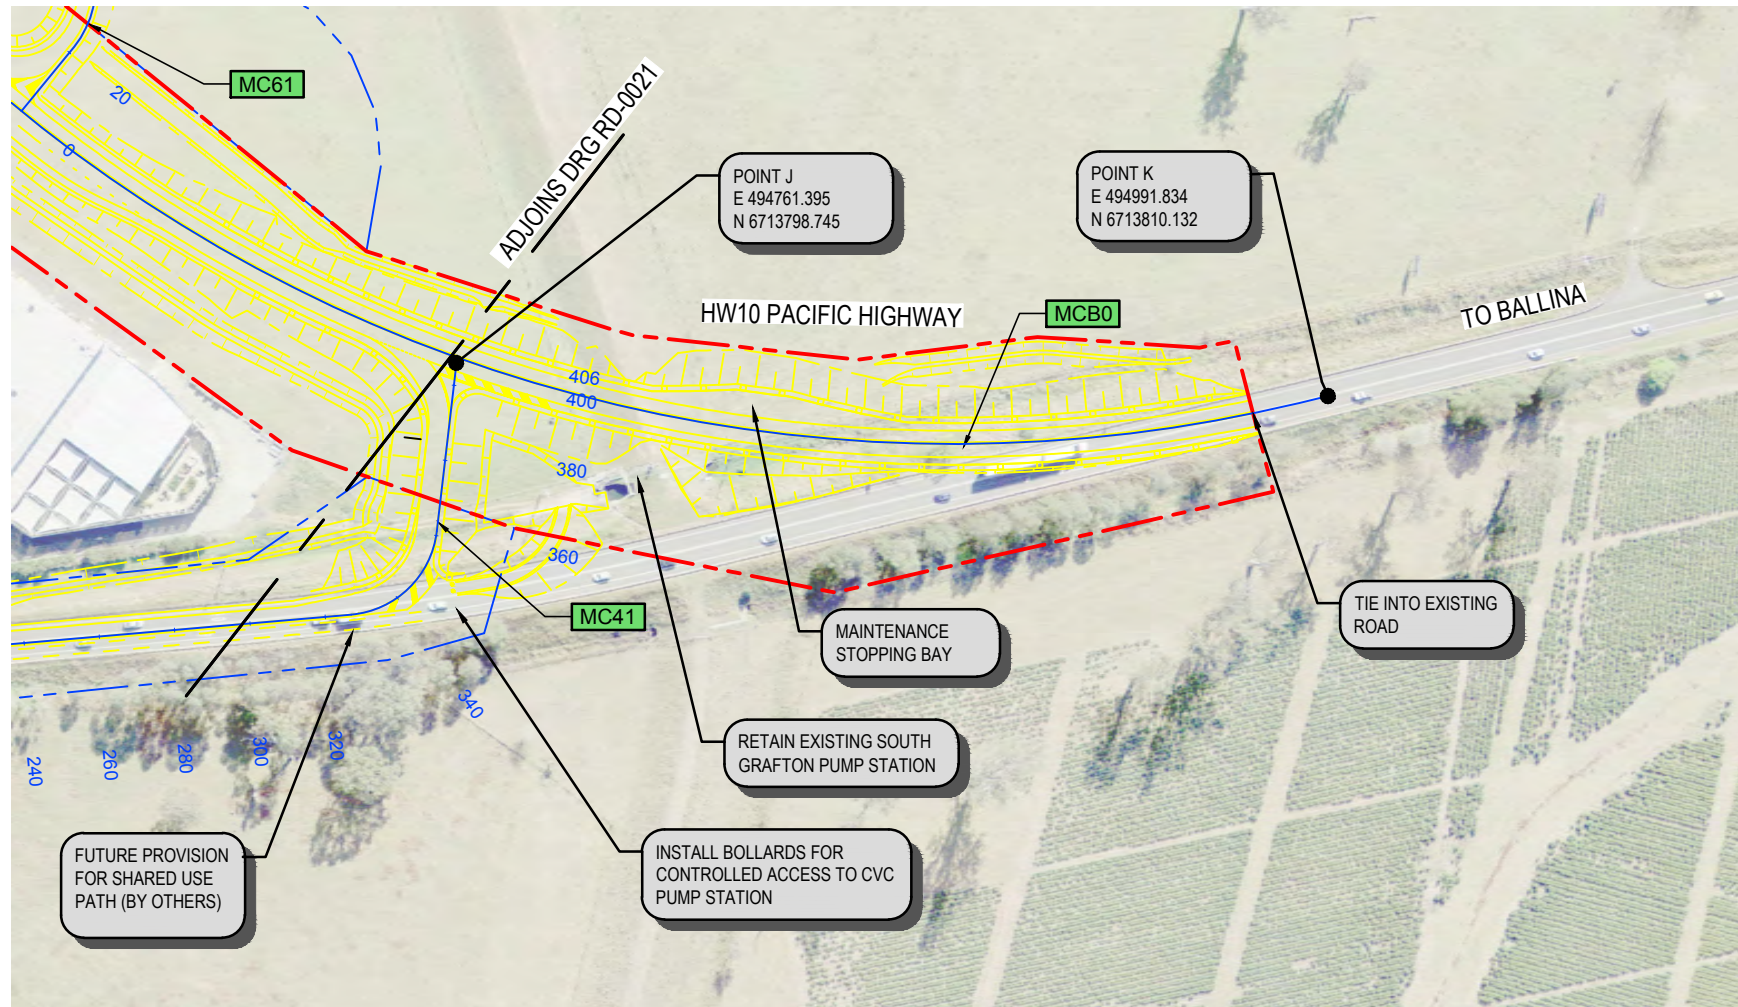 MC61
20
0
ADJOINS DRG RD-0021
POINT J
E 494761.395
N 6713798.745
POINT K
E 494991.834
N 6713810.132
HW10 PACIFIC HIGHWAY
MCB0
TO BALLINA
406
400
380
360
MC41
340
MAINTENANCE
STOPPING BAY
TIE INTO EXISTING
ROAD
RETAIN EXISTING SOUTH
GRAFTON PUMP STATION
240
260
280
300
320
FUTURE PROVISION
FOR SHARED USE
PATH (BY OTHERS)
INSTALL BOLLARDS FOR
CONTROLLED ACCESS TO CVC
PUMP STATION